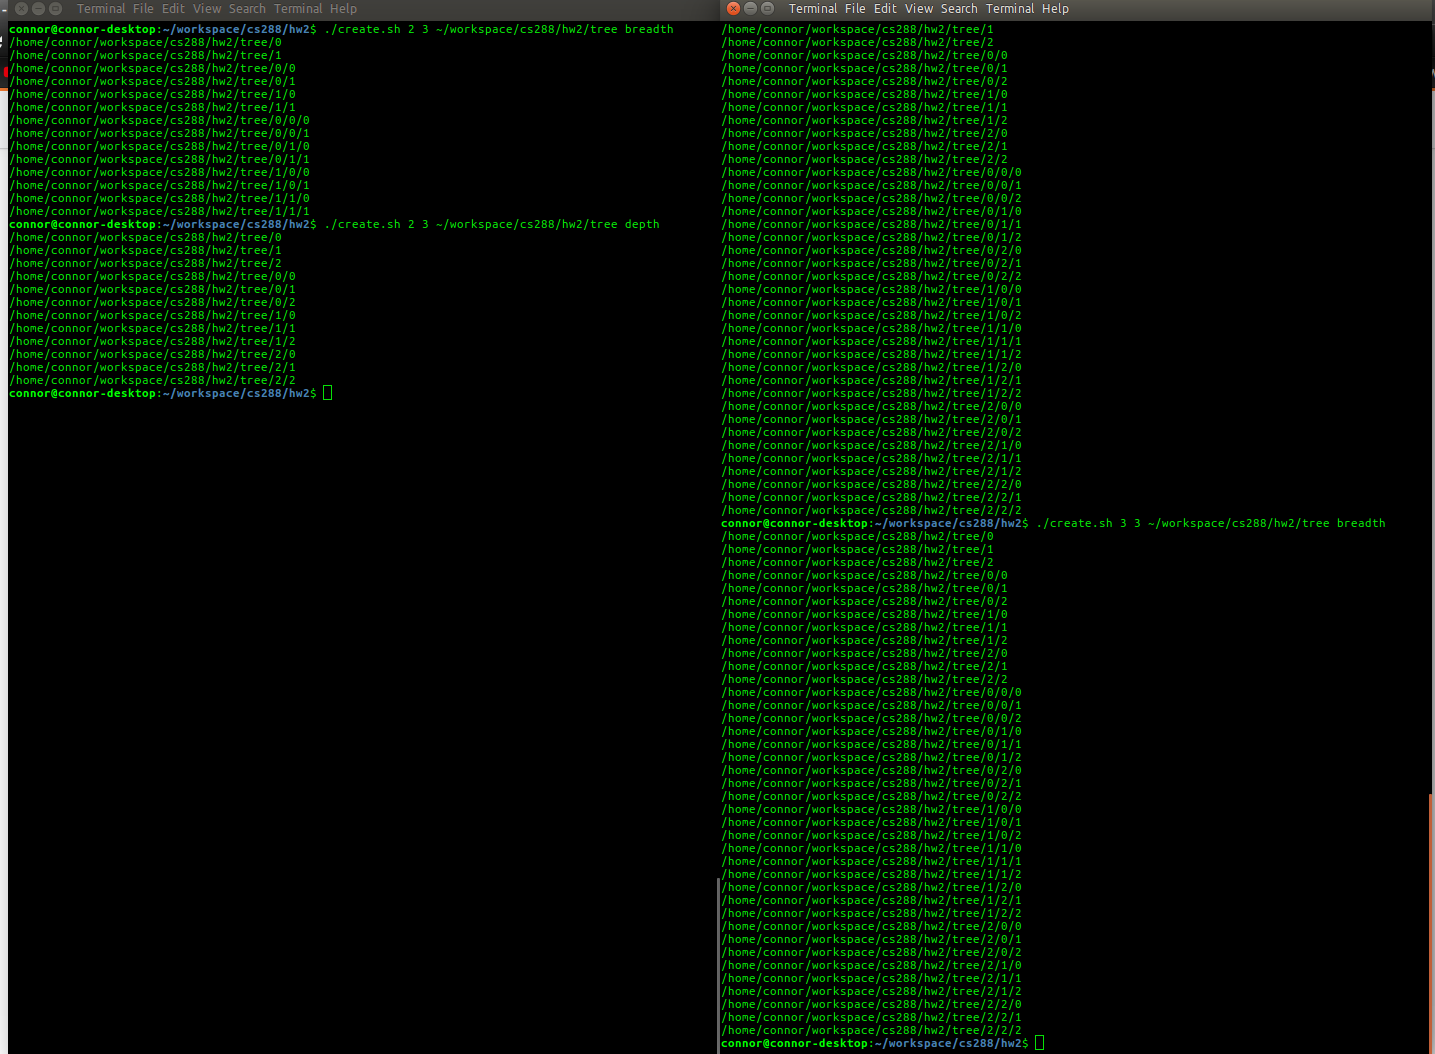 Terminal File Edit View Search Terminal Help
connor@connor-desktop:~/workspace/cs288/hw2$ ./create.sh 2 3 ~/workspace/cs288/hw2/tree breadth
/home/connor/workspace/cs288/hw2/tree/0
/home/connor/workspace/cs288/hw2/tree/1
/home/connor/workspace/cs288/hw2/tree/0/0
/home/connor/workspace/cs288/hw2/tree/0/1
/home/connor/workspace/cs288/hw2/tree/1/0
/home/connor/workspace/cs288/hw2/tree/1/1
/home/connor/workspace/cs288/hw2/tree/0/0/0
/home/connor/workspace/cs288/hw2/tree/0/0/1
/home/connor/workspace/cs288/hw2/tree/0/1/0
/home/connor/workspace/cs288/hw2/tree/0/1/1
/home/connor/workspace/cs288/hw2/tree/1/0/0
/home/connor/workspace/cs288/hw2/tree/1/0/1
/home/connor/workspace/cs288/hw2/tree/1/1/0
/home/connor/workspace/cs288/hw2/tree/1/1/1
connor@connor-desktop:~/workspace/cs288/hw2$ ./create.sh 2 3 ~/workspace/cs288/hw2/tree depth
/home/connor/workspace/cs288/hw2/tree/0
/home/connor/workspace/cs288/hw2/tree/1
/home/connor/workspace/cs288/hw2/tree/2
/home/connor/workspace/cs288/hw2/tree/0/0
/home/connor/workspace/cs288/hw2/tree/0/1
/home/connor/workspace/cs288/hw2/tree/0/2
/home/connor/workspace/cs288/hw2/tree/1/0
/home/connor/workspace/cs288/hw2/tree/1/1
/home/connor/workspace/cs288/hw2/tree/1/2
/home/connor/workspace/cs288/hw2/tree/2/0
/home/connor/workspace/cs288/hw2/tree/2/1
/home/connor/workspace/cs288/hw2/tree/2/2
connor@connor-desktop:~/workspace/cs288/hw2$
Terminal File Edit View Search Terminal Help
/home/connor/workspace/cs288/hw2/tree/1
/home/connor/workspace/cs288/hw2/tree/2
/home/connor/workspace/cs288/hw2/tree/0/0
/home/connor/workspace/cs288/hw2/tree/0/1
/home/connor/workspace/cs288/hw2/tree/0/2
/home/connor/workspace/cs288/hw2/tree/1/0
/home/connor/workspace/cs288/hw2/tree/1/1
/home/connor/workspace/cs288/hw2/tree/1/2
/home/connor/workspace/cs288/hw2/tree/2/0
/home/connor/workspace/cs288/hw2/tree/2/1
/home/connor/workspace/cs288/hw2/tree/2/2
/home/connor/workspace/cs288/hw2/tree/0/0/0
/home/connor/workspace/cs288/hw2/tree/0/0/1
/home/connor/workspace/cs288/hw2/tree/0/0/2
/home/connor/workspace/cs288/hw2/tree/0/1/0
/home/connor/workspace/cs288/hw2/tree/0/1/1
/home/connor/workspace/cs288/hw2/tree/0/1/2
/home/connor/workspace/cs288/hw2/tree/0/2/0
/home/connor/workspace/cs288/hw2/tree/0/2/1
/home/connor/workspace/cs288/hw2/tree/0/2/2
/home/connor/workspace/cs288/hw2/tree/1/0/0
/home/connor/workspace/cs288/hw2/tree/1/0/1
/home/connor/workspace/cs288/hw2/tree/1/0/2
/home/connor/workspace/cs288/hw2/tree/1/1/0
/home/connor/workspace/cs288/hw2/tree/1/1/1
/home/connor/workspace/cs288/hw2/tree/1/1/2
/home/connor/workspace/cs288/hw2/tree/1/2/0
/home/connor/workspace/cs288/hw2/tree/1/2/1
/home/connor/workspace/cs288/hw2/tree/1/2/2
/home/connor/workspace/cs288/hw2/tree/2/0/0
/home/connor/workspace/cs288/hw2/tree/2/0/1
/home/connor/workspace/cs288/hw2/tree/2/0/2
/home/connor/workspace/cs288/hw2/tree/2/1/0
/home/connor/workspace/cs288/hw2/tree/2/1/1
/home/connor/workspace/cs288/hw2/tree/2/1/2
/home/connor/workspace/cs288/hw2/tree/2/2/0
/home/connor/workspace/cs288/hw2/tree/2/2/1
/home/connor/workspace/cs288/hw2/tree/2/2/2
connor@connor-desktop:~/workspace/cs288/hw2$ ./create.sh 3 3 ~/workspace/cs288/hw2/tree breadth
/home/connor/workspace/cs288/hw2/tree/0
/home/connor/workspace/cs288/hw2/tree/1
/home/connor/workspace/cs288/hw2/tree/2
/home/connor/workspace/cs288/hw2/tree/0/0
/home/connor/workspace/cs288/hw2/tree/0/1
/home/connor/workspace/cs288/hw2/tree/0/2
/home/connor/workspace/cs288/hw2/tree/1/0
/home/connor/workspace/cs288/hw2/tree/1/1
/home/connor/workspace/cs288/hw2/tree/1/2
/home/connor/workspace/cs288/hw2/tree/2/0
/home/connor/workspace/cs288/hw2/tree/2/1
/home/connor/workspace/cs288/hw2/tree/2/2
/home/connor/workspace/cs288/hw2/tree/0/0/0
/home/connor/workspace/cs288/hw2/tree/0/0/1
/home/connor/workspace/cs288/hw2/tree/0/0/2
/home/connor/workspace/cs288/hw2/tree/0/1/0
/home/connor/workspace/cs288/hw2/tree/0/1/1
/home/connor/workspace/cs288/hw2/tree/0/1/2
/home/connor/workspace/cs288/hw2/tree/0/2/0
/home/connor/workspace/cs288/hw2/tree/0/2/1
/home/connor/workspace/cs288/hw2/tree/0/2/2
/home/connor/workspace/cs288/hw2/tree/1/0/0
/home/connor/workspace/cs288/hw2/tree/1/0/1
/home/connor/workspace/cs288/hw2/tree/1/0/2
/home/connor/workspace/cs288/hw2/tree/1/1/0
/home/connor/workspace/cs288/hw2/tree/1/1/1
/home/connor/workspace/cs288/hw2/tree/1/1/2
/home/connor/workspace/cs288/hw2/tree/1/2/0
/home/connor/workspace/cs288/hw2/tree/1/2/1
/home/connor/workspace/cs288/hw2/tree/1/2/2
/home/connor/workspace/cs288/hw2/tree/2/0/0
/home/connor/workspace/cs288/hw2/tree/2/0/1
/home/connor/workspace/cs288/hw2/tree/2/0/2
/home/connor/workspace/cs288/hw2/tree/2/1/0
/home/connor/workspace/cs288/hw2/tree/2/1/1
/home/connor/workspace/cs288/hw2/tree/2/1/2
/home/connor/workspace/cs288/hw2/tree/2/2/0
/home/connor/workspace/cs288/hw2/tree/2/2/1
/home/connor/workspace/cs288/hw2/tree/2/2/2
connor@connor-desktop:~/workspace/cs288/hw2$